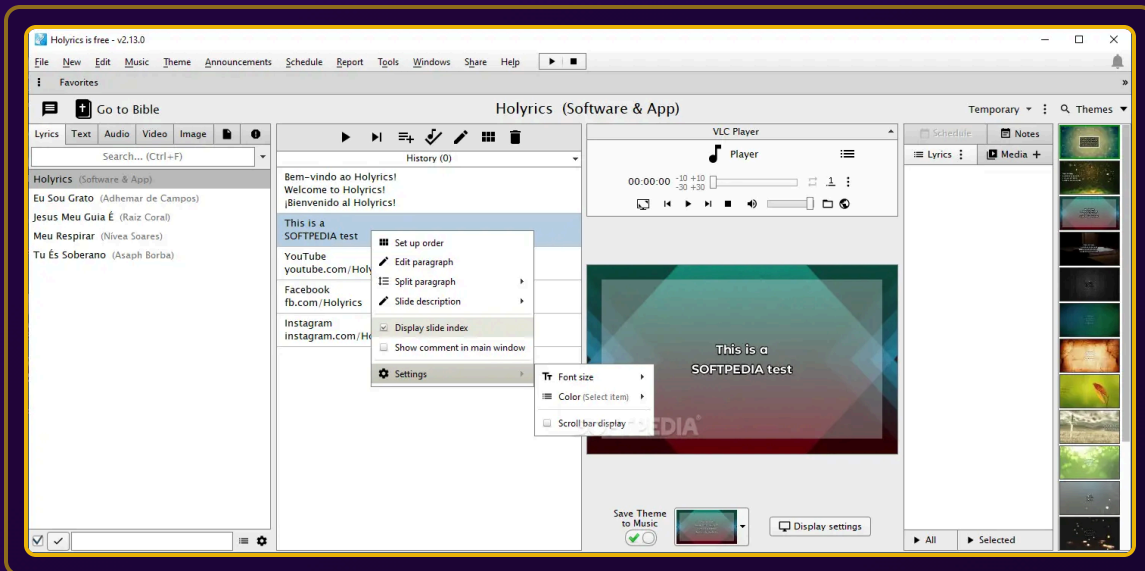 Holyrics is free - v2.13.0
File New Edit Music Theme Announcements Schedule Report Tools Windows Share Help
Favorites »
Go to Bible
Holyrics (Software & App)
Temporary
Themes
Lyrics Text Audio Video Image
Search... (Ctrl+F)
Holyrics (Software & App)
Eu Sou Grato (Adhemar de Campos)
Jesus Meu Guia É (Raiz Coral)
Meu Respirar (Nívea Soares)
Tu És Soberano (Asaph Borba)
History (0)
Bem-vindo ao Holyrics!
Welcome to Holyrics!
¡Bienvenido al Holyrics!
This is a
SOFTPEDIA test
YouTube
youtube.com/Holy
Facebook
fb.com/Holyrics
Instagram
instagram.com/Ho
Set up order
Edit paragraph
Split paragraph
Slide description
Display slide index
Show comment in main window
Settings
Font size
Color (Select item)
Scroll bar display
VLC Player
Player
00:00:00
-10 +10
-30 +30
1
This is a
SOFTPEDIA test
Save Theme
to Music
Display settings
Schedule Notes
Lyrics Media +
All Selected